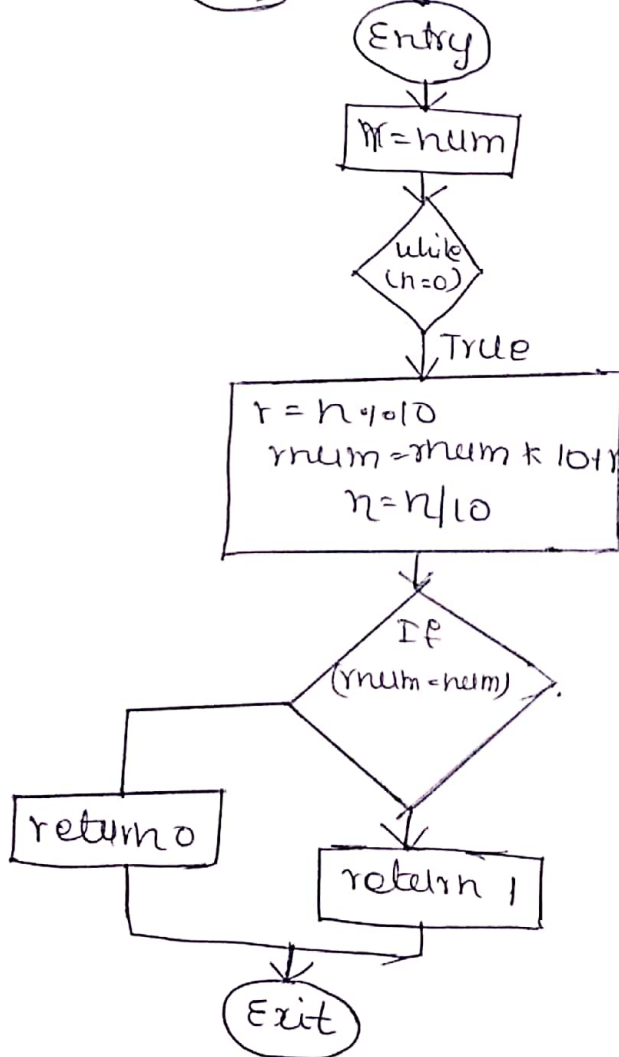 Entry
n=num
while
(n=0)
True
r = n%10
rnum=rnum * 10+r
n=n/10
If
(rnum=num)
return 0
return 1
Exit